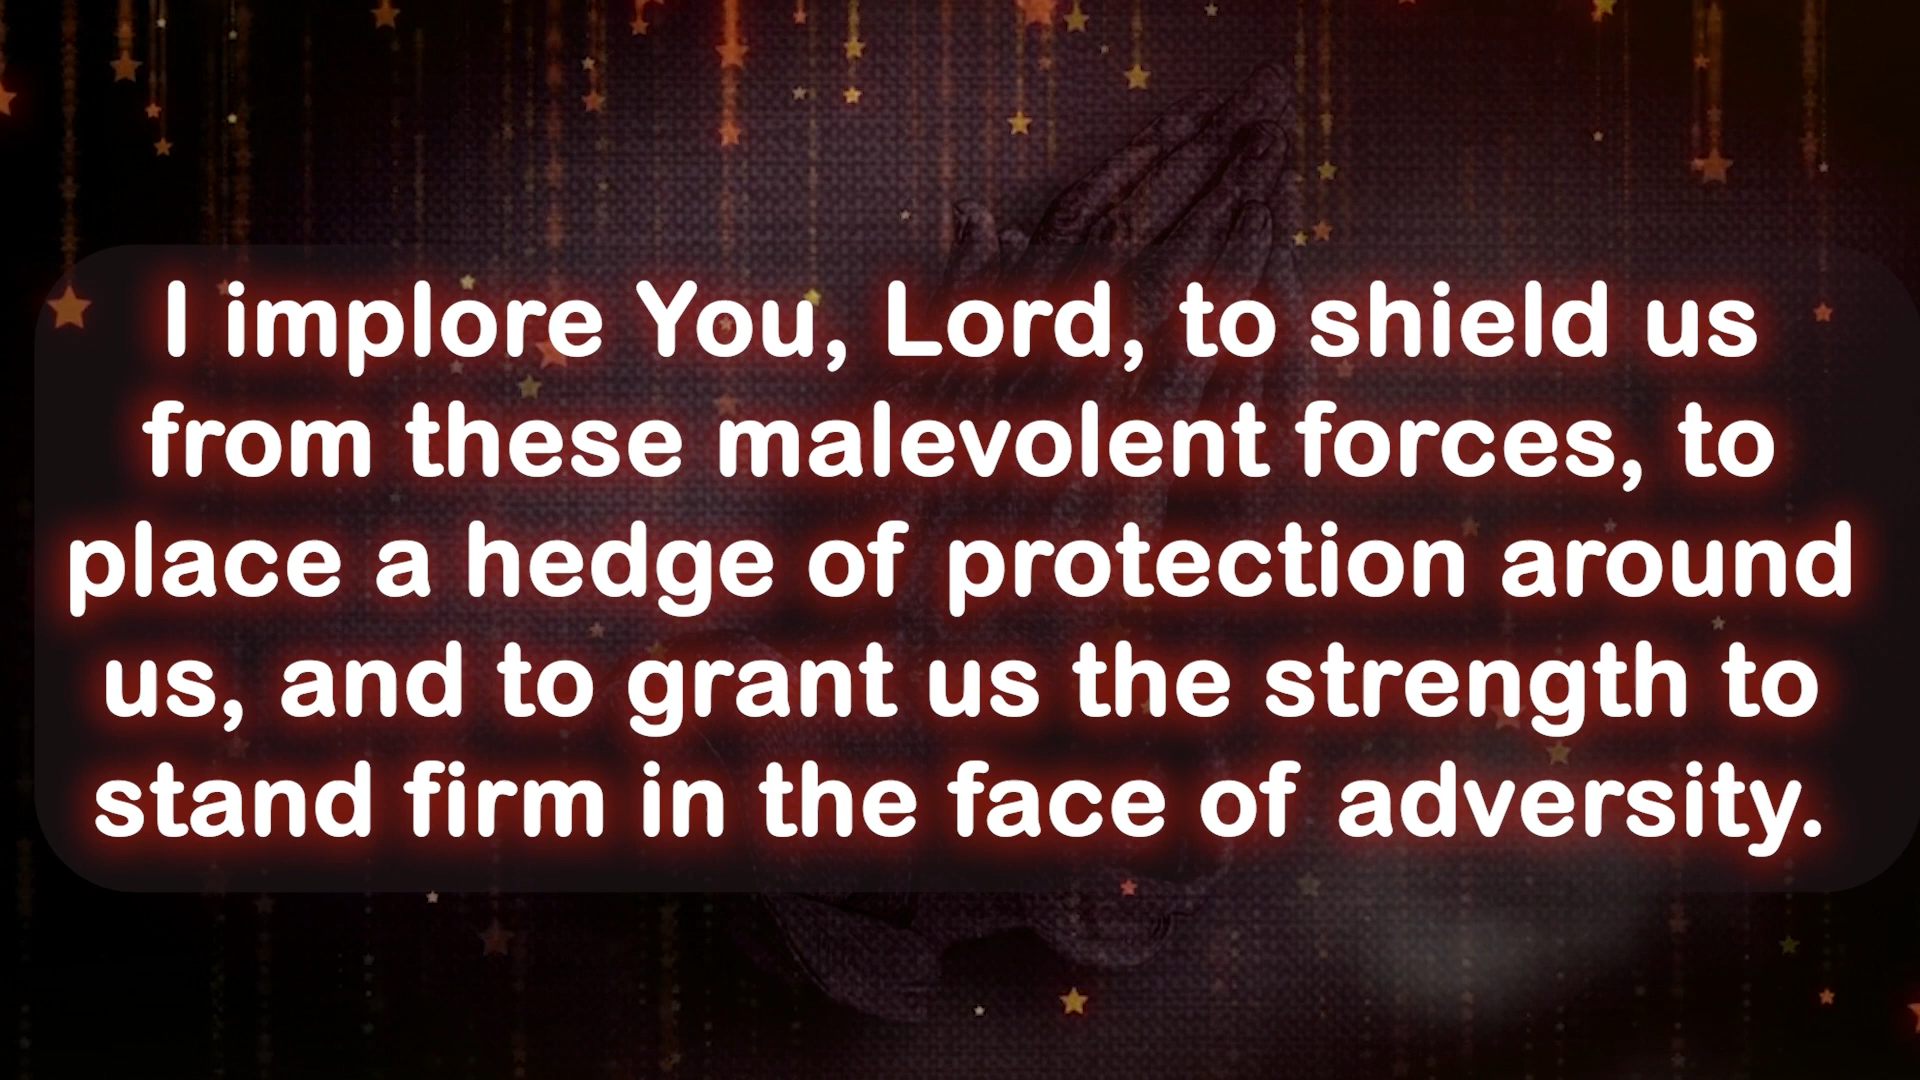 I implore You, Lord, to shield us
from these malevolent forces, to
place a hedge of protection around
us, and to grant us the strength to
stand firm in the face of adversity.